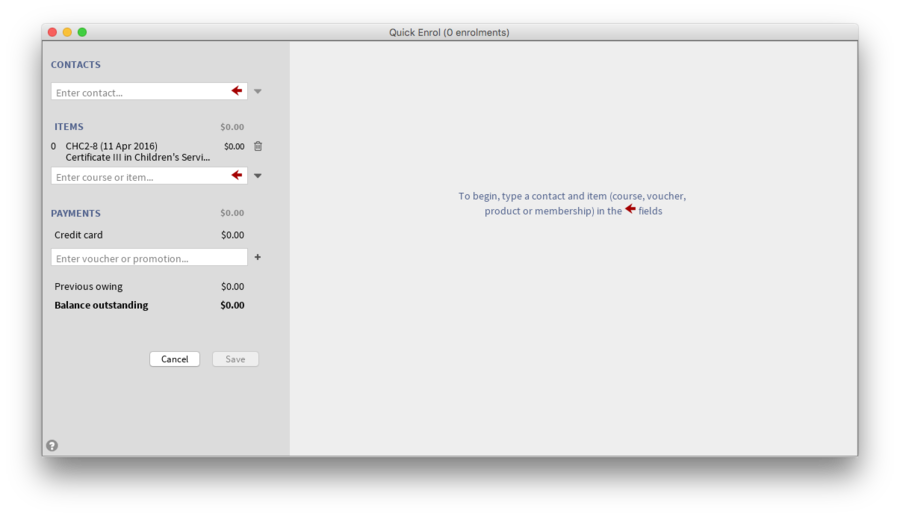 Quick Enrol (0 enrolments)
CONTACTS
Enter contact...
ITEMS $0.00
0 CHC2-8 (11 Apr 2016) $0.00
Certificate III in Children's Servi...
Enter course or item...
PAYMENTS $0.00
Credit card $0.00
Enter voucher or promotion... +
Previous owing $0.00
Balance outstanding $0.00
Cancel Save
?
To begin, type a contact and item (course, voucher,
product or membership) in the fields